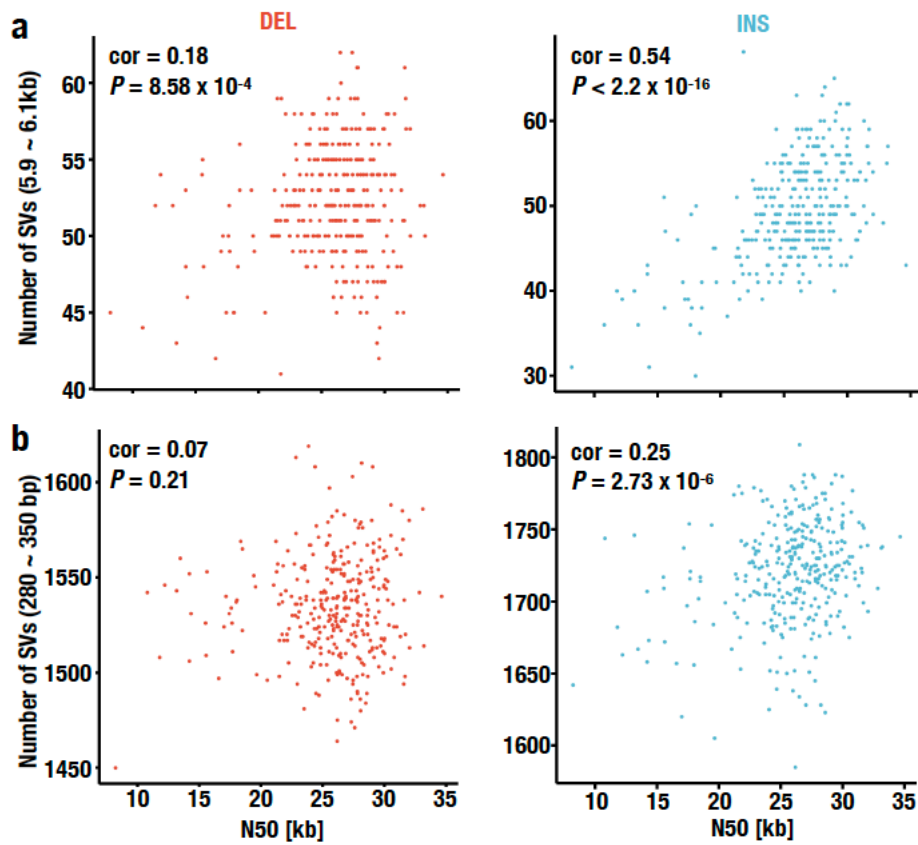 a
DEL
INS
cor = 0.18
P = 8.58 x 10-4
cor = 0.54
P < 2.2 x 10-16
Number of SVs (5.9 ~ 6.1kb)
60
55
50
45
40
60
50
40
30
b
cor = 0.07
P = 0.21
cor = 0.25
P = 2.73 x 10-6
Number of SVs (280 ~ 350 bp)
1600
1550
1500
1450
1800
1750
1700
1650
1600
10 15 20 25 30 35
10 15 20 25 30 35
N50 [kb]
N50 [kb]